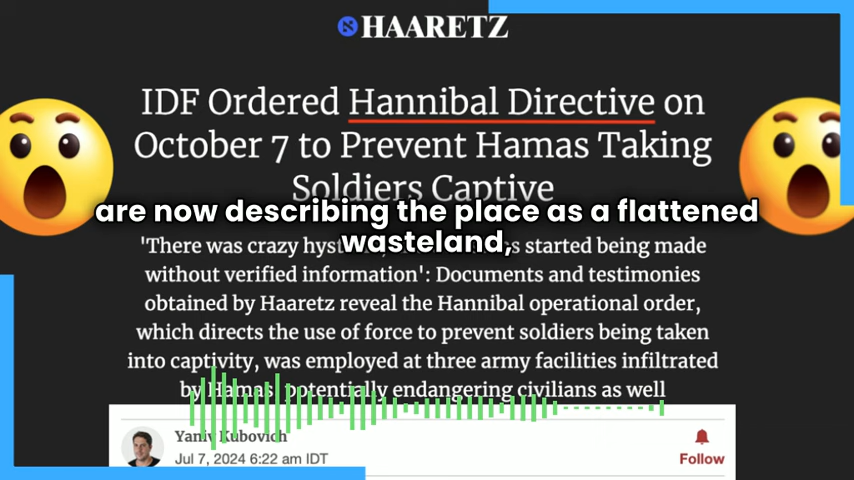 HAARETZ
IDF Ordered Hannibal Directive on
October 7 to Prevent Hamas Taking
Soldiers Captive
are now describing the place as a flattened
wasteland,
'There was crazy started being made
without verified information': Documents and testimonies
obtained by Haaretz reveal the Hannibal operational order,
which directs the use of force to prevent soldiers being taken
into captivity, was employed at three army facilities infiltrated
by Hamas, potentially endangering civilians as well
Yaniv Kubovich
Jul 7, 2024 6:22 am IDT
Follow